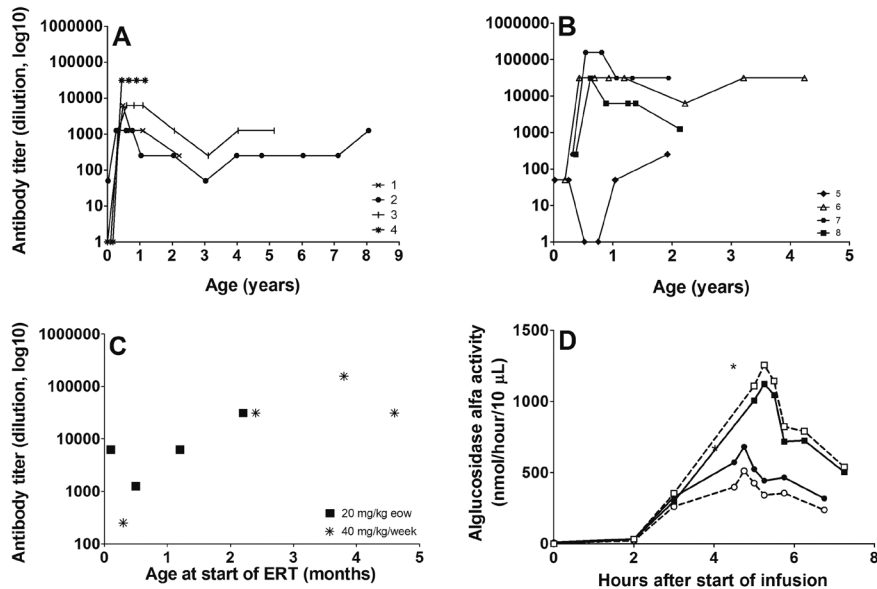 A
Antibody titer (dilution, log10)
1000000
100000
10000
1000
100
10
1
0 1 2 3 4 5 6 7 8 9
Age (years)
1
2
3
4
B
Antibody titer (dilution, log10)
1000000
100000
10000
1000
100
10
1
0 1 2 3 4 5
Age (years)
5
6
7
8
C
Antibody titer (dilution, log10)
1000000
100000
10000
1000
100
0 1 2 3 4 5
Age at start of ERT (months)
20 mg/kg eow
40 mg/kg/week
D
Alglucosidase alfa activity
(nmol/hour/10 µL)
1500
1000
500
0
0 2 4 6 8
Hours after start of infusion
*
*